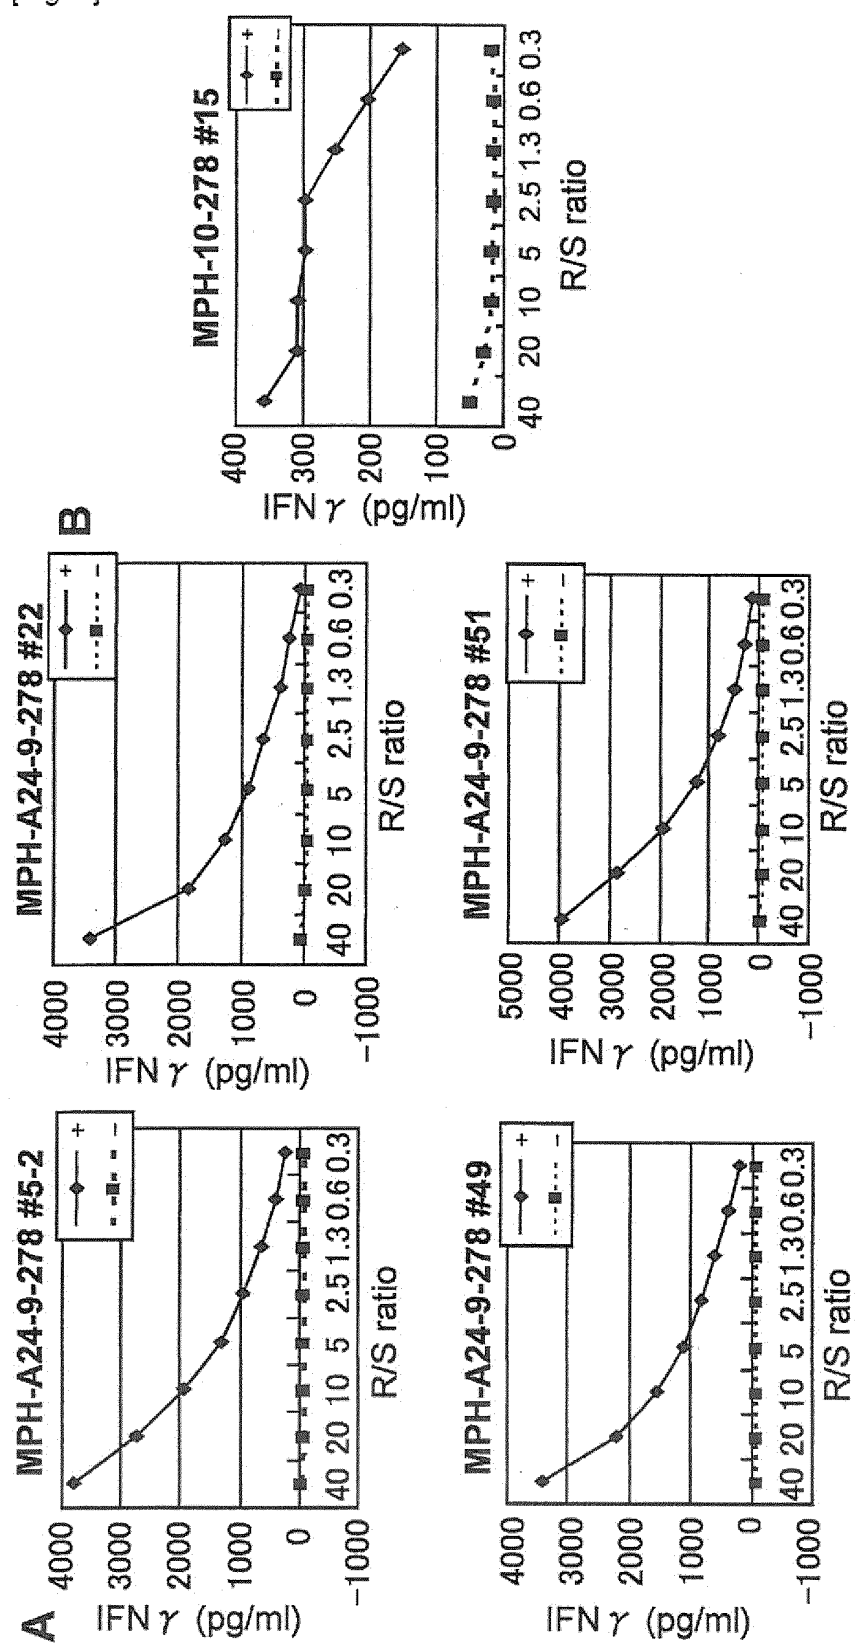 A
MPH-A24-9-278 #5-2
+
−
4000
3000
2000
1000
0
−1000
IFN γ (pg/ml)
40 20 10 5 2.5 1.3 0.6 0.3
R/S ratio
MPH-A24-9-278 #22
+
−
4000
3000
2000
1000
0
−1000
IFN γ (pg/ml)
40 20 10 5 2.5 1.3 0.6 0.3
R/S ratio
MPH-A24-9-278 #49
+
−
4000
3000
2000
1000
0
−1000
IFN γ (pg/ml)
40 20 10 5 2.5 1.3 0.6 0.3
R/S ratio
MPH-A24-9-278 #51
+
−
5000
4000
3000
2000
1000
0
−1000
IFN γ (pg/ml)
40 20 10 5 2.5 1.3 0.6 0.3
R/S ratio
B
MPH-10-278 #15
+
−
400
300
200
100
0
IFN γ (pg/ml)
40 20 10 5 2.5 1.3 0.6 0.3
R/S ratio